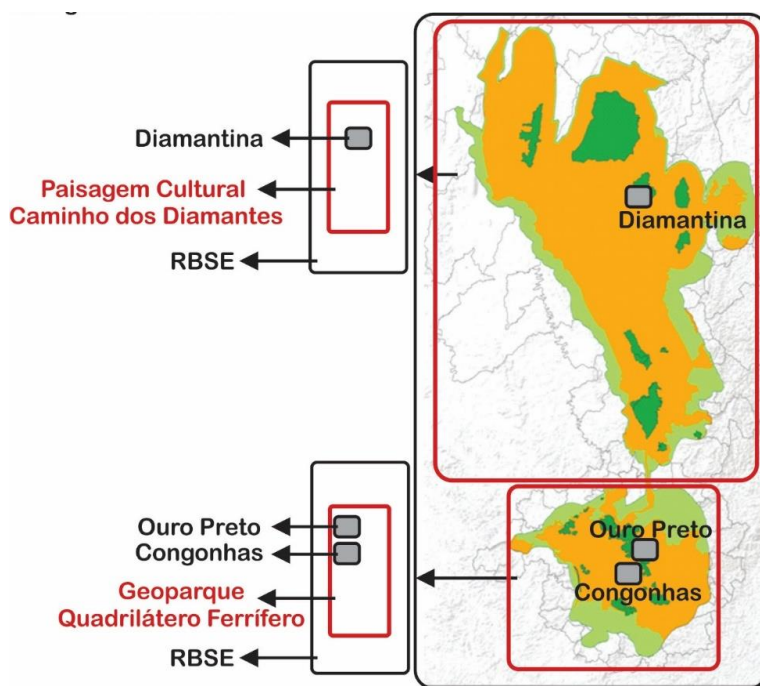 Diamantina
Paisagem Cultural
Caminho dos Diamantes
RBSE
Diamantina
Ouro Preto
Congonhas
Geoparque
Quadrilátero Ferrífero
RBSE
Ouro Preto
Congonhas